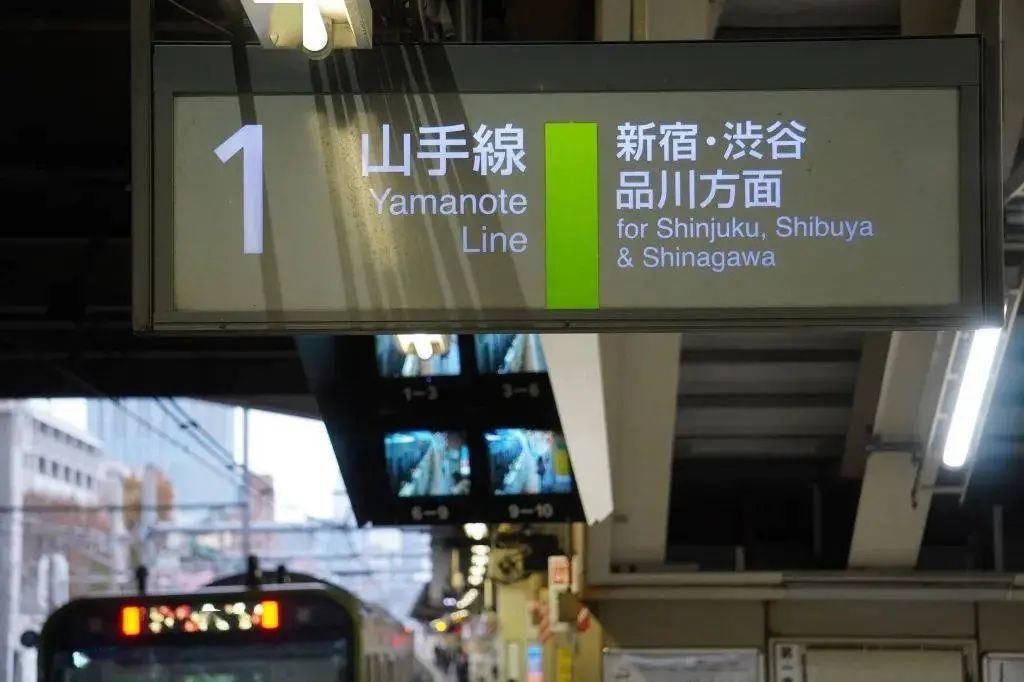 1
山手線
Yamanote
Line
新宿・渋谷
品川方面
for Shinjuku, Shibuya
& Shinagawa
1－3
3－6
6－9
9－10